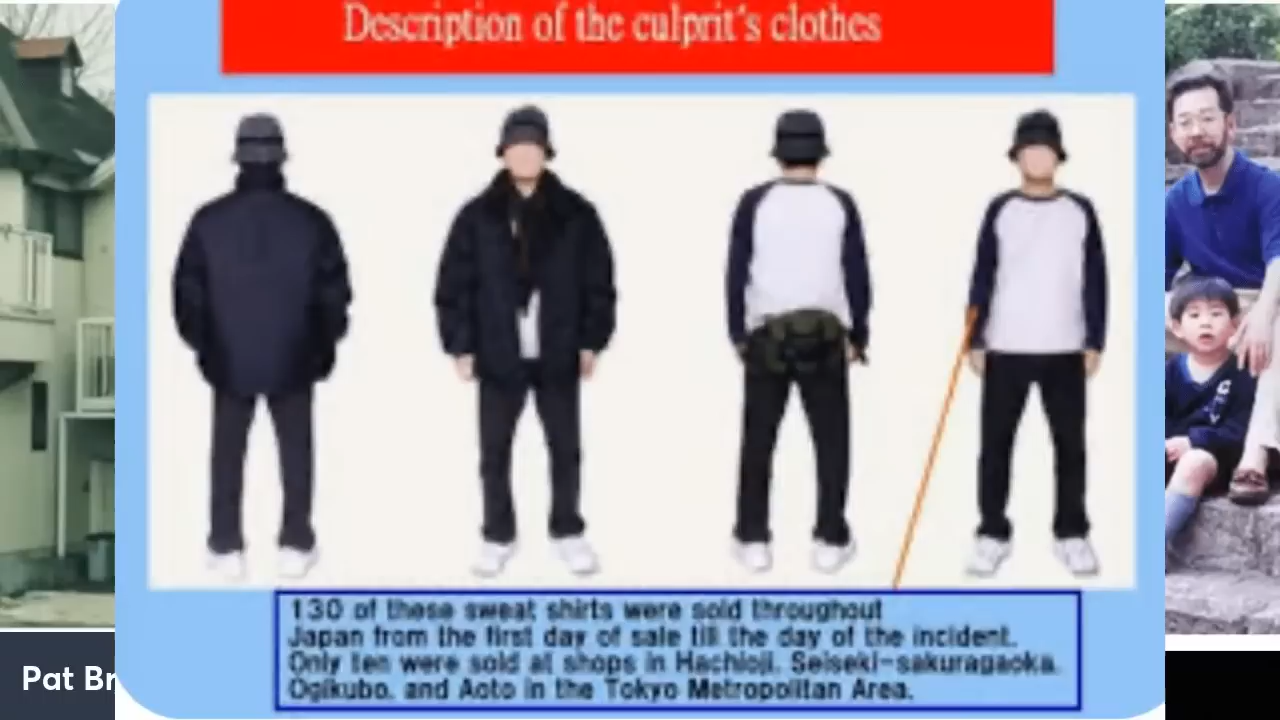 Description of the culprit's clothes
130 of these sweat shirts were sold throughout
Japan from the first day of sale till the day of the incident.
Only ten were sold at shops in Hachioji, Seiseki-sakuragaoka,
Ogikubo, and Aoto in the Tokyo Metropolitan Area.
Pat Br